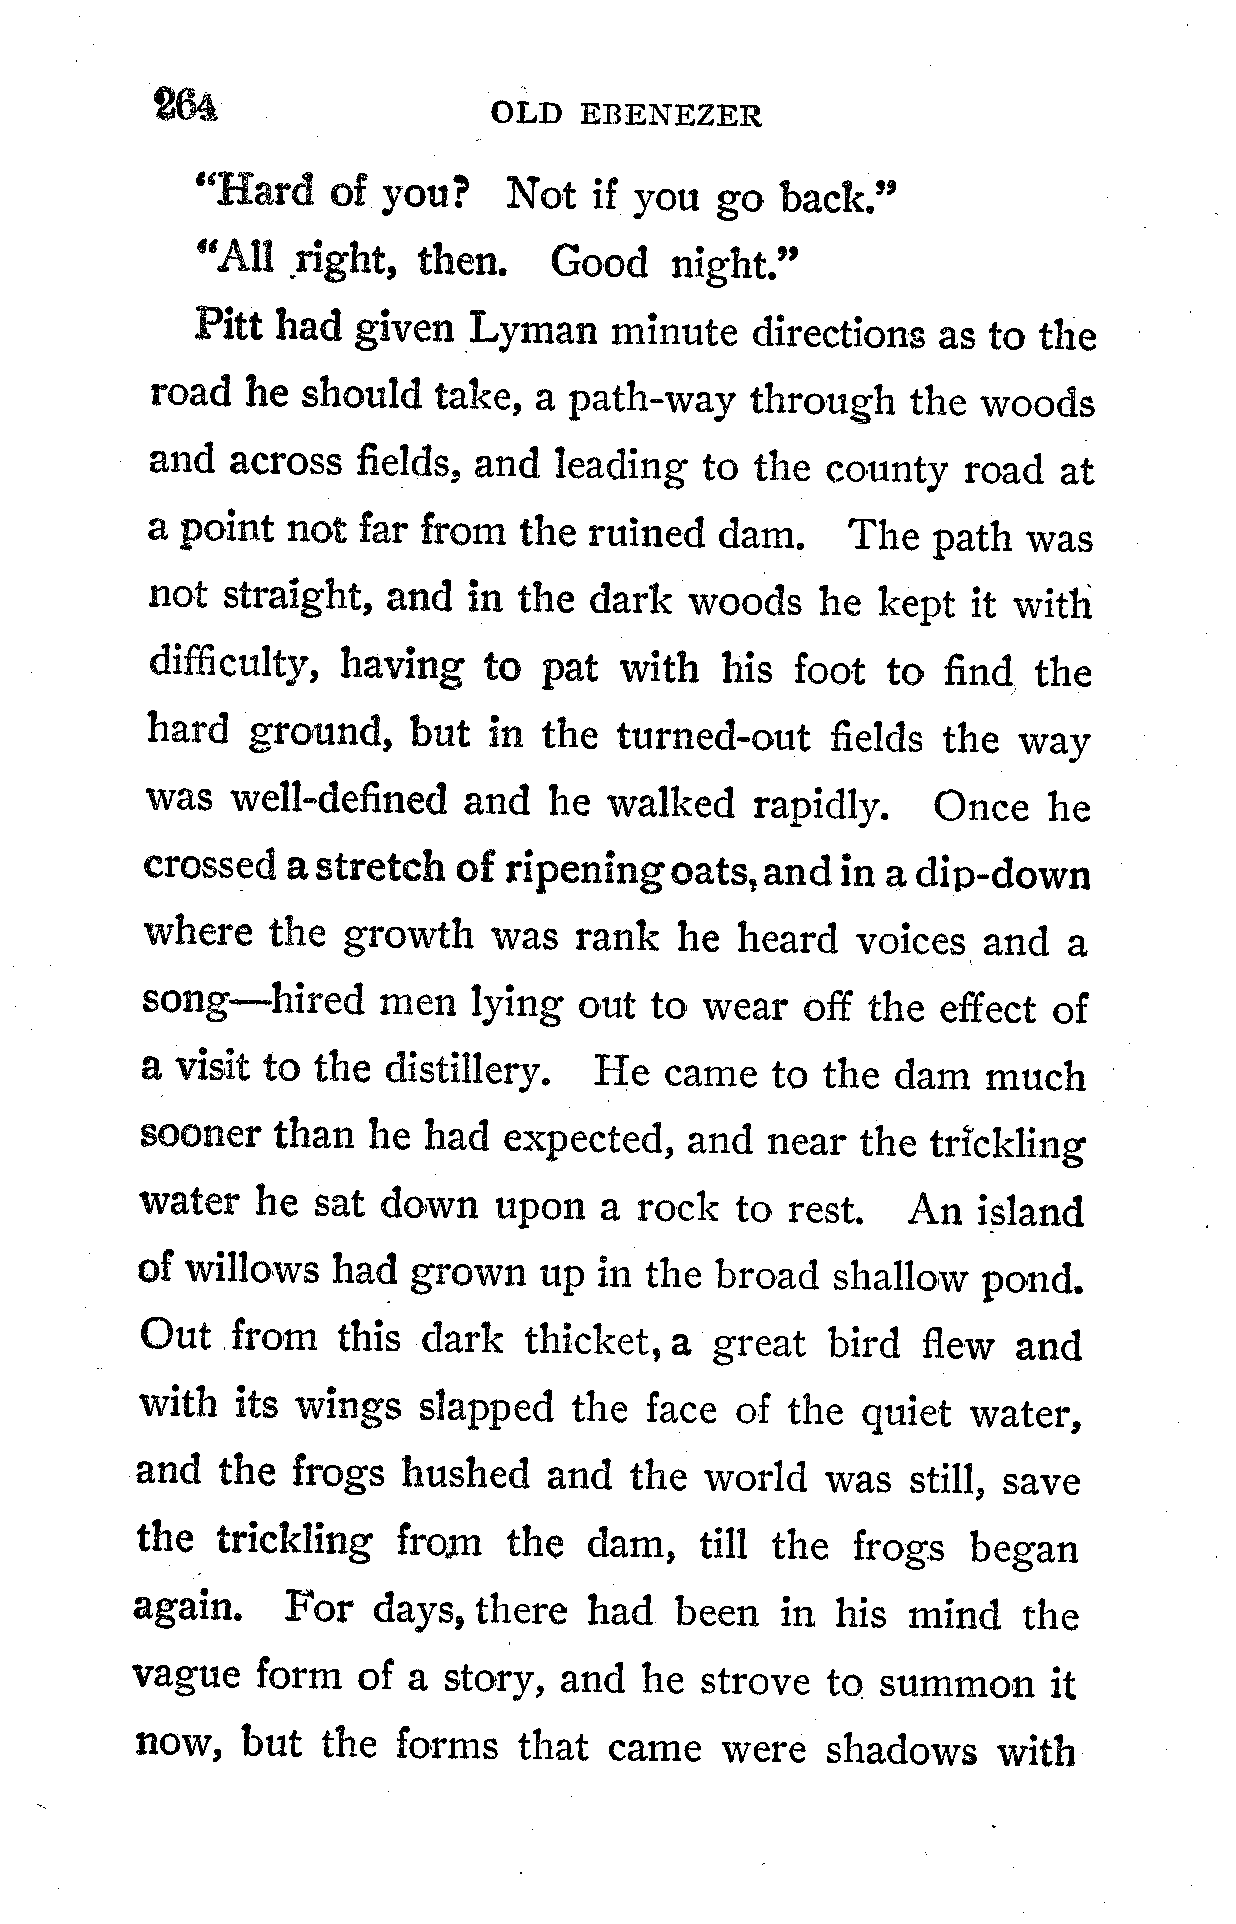 264 OLD EBENEZER
"Hard of you? Not if you go back."
"All right, then. Good night."
Pitt had given Lyman minute directions as to the
road he should take, a path-way through the woods
and across fields, and leading to the county road at
a point not far from the ruined dam. The path was
not straight, and in the dark woods he kept it with
difficulty, having to pat with his foot to find the
hard ground, but in the turned-out fields the way
was well-defined and he walked rapidly. Once he
crossed a stretch of ripening oats, and in a dip-down
where the growth was rank he heard voices and a
song—hired men lying out to wear off the effect of
a visit to the distillery. He came to the dam much
sooner than he had expected, and near the trickling
water he sat down upon a rock to rest. An island
of willows had grown up in the broad shallow pond.
Out from this dark thicket, a great bird flew and
with its wings slapped the face of the quiet water,
and the frogs hushed and the world was still, save
the trickling from the dam, till the frogs began
again. For days, there had been in his mind the
vague form of a story, and he strove to summon it
now, but the forms that came were shadows with